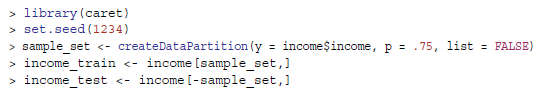 > library(caret)
> set.seed(1234)
> sample_set <- createDataPartition(y = income$income, p = .75, list = FALSE)
> income_train <- income[sample_set,]
> income_test <- income[-sample_set,]